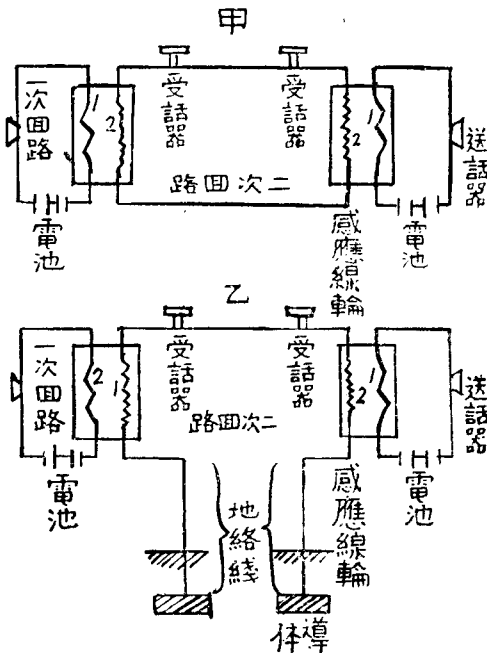 甲
一次回路
1
2
受話器
受話器
2
1
送話器
路回次二
電池
感應線輪
電池
乙
一次回路
2
1
受話器
受話器
2
1
送話器
路回次二
電池
地絡綫
感應線輪
電池
体導